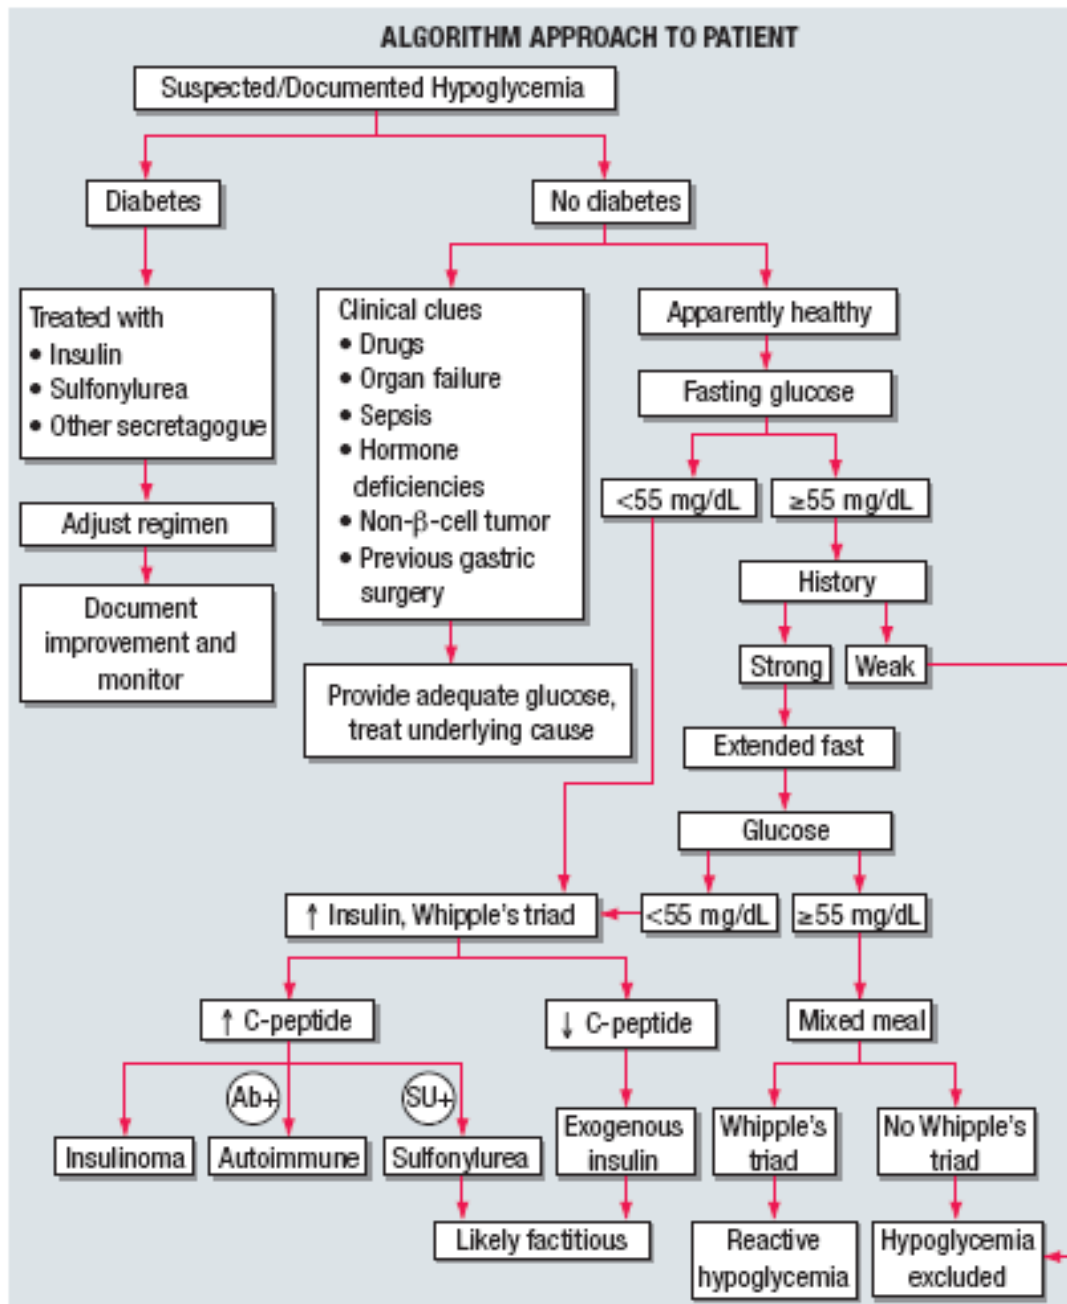 ALGORITHM APPROACH TO PATIENT
Suspected/Documented Hypoglycemia
Diabetes
No diabetes
Treated with
• Insulin
• Sulfonylurea
• Other secretagogue
Clinical clues
• Drugs
• Organ failure
• Sepsis
• Hormone
deficiencies
• Non-β-cell tumor
• Previous gastric
surgery
Apparently healthy
Fasting glucose
<55 mg/dL
≥55 mg/dL
Adjust regimen
History
Document
improvement and
monitor
Strong
Weak
Provide adequate glucose,
treat underlying cause
Extended fast
Glucose
↑ Insulin, Whipple's triad
<55 mg/dL
≥55 mg/dL
↑ C-peptide
↓ C-peptide
Mixed meal
Ab+
SU+
Insulinoma
Autoimmune
Sulfonylurea
Exogenous
insulin
Whipple's
triad
No Whipple's
triad
Likely factitious
Reactive
hypoglycemia
Hypoglycemia
excluded